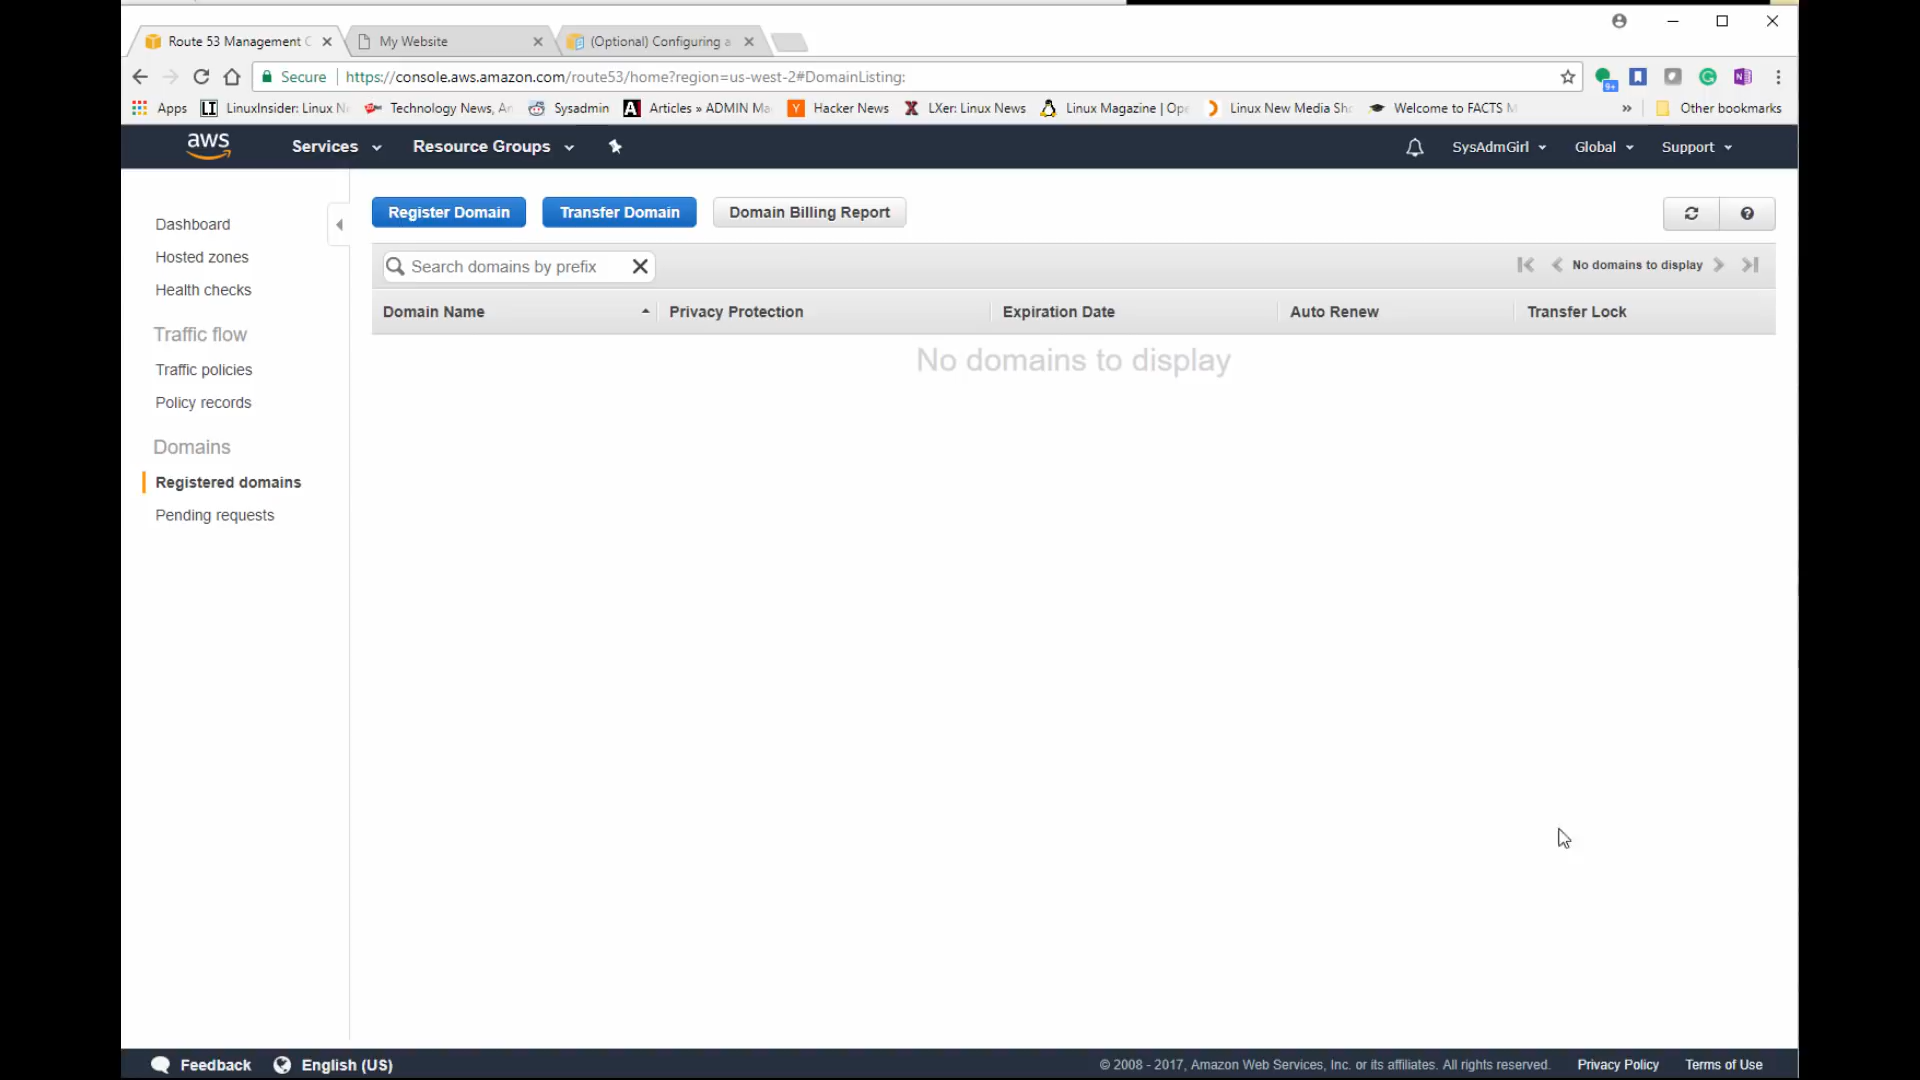 Route 53 Management C
My Website
(Optional) Configuring a
Secure
https://console.aws.amazon.com/route53/home?region=us-west-2#DomainListing:
9+
N
Apps
LI
LinuxInsider: Linux N
Technology News, An
Sysadmin
A
Articles » ADMIN Ma
Y
Hacker News
X
LXer: Linux News
Linux Magazine | Ope
Linux New Media Sho
Welcome to FACTS M
»
Other bookmarks
aws
Services
Resource Groups
SysAdmGirl
Global
Support
Dashboard
Hosted zones
Health checks
Traffic flow
Traffic policies
Policy records
Domains
Registered domains
Pending requests
Register Domain
Transfer Domain
Domain Billing Report
Search domains by prefix
No domains to display
Domain Name
Privacy Protection
Expiration Date
Auto Renew
Transfer Lock
No domains to display
Feedback
English (US)
© 2008 - 2017, Amazon Web Services, Inc. or its affiliates. All rights reserved.
Privacy Policy
Terms of Use